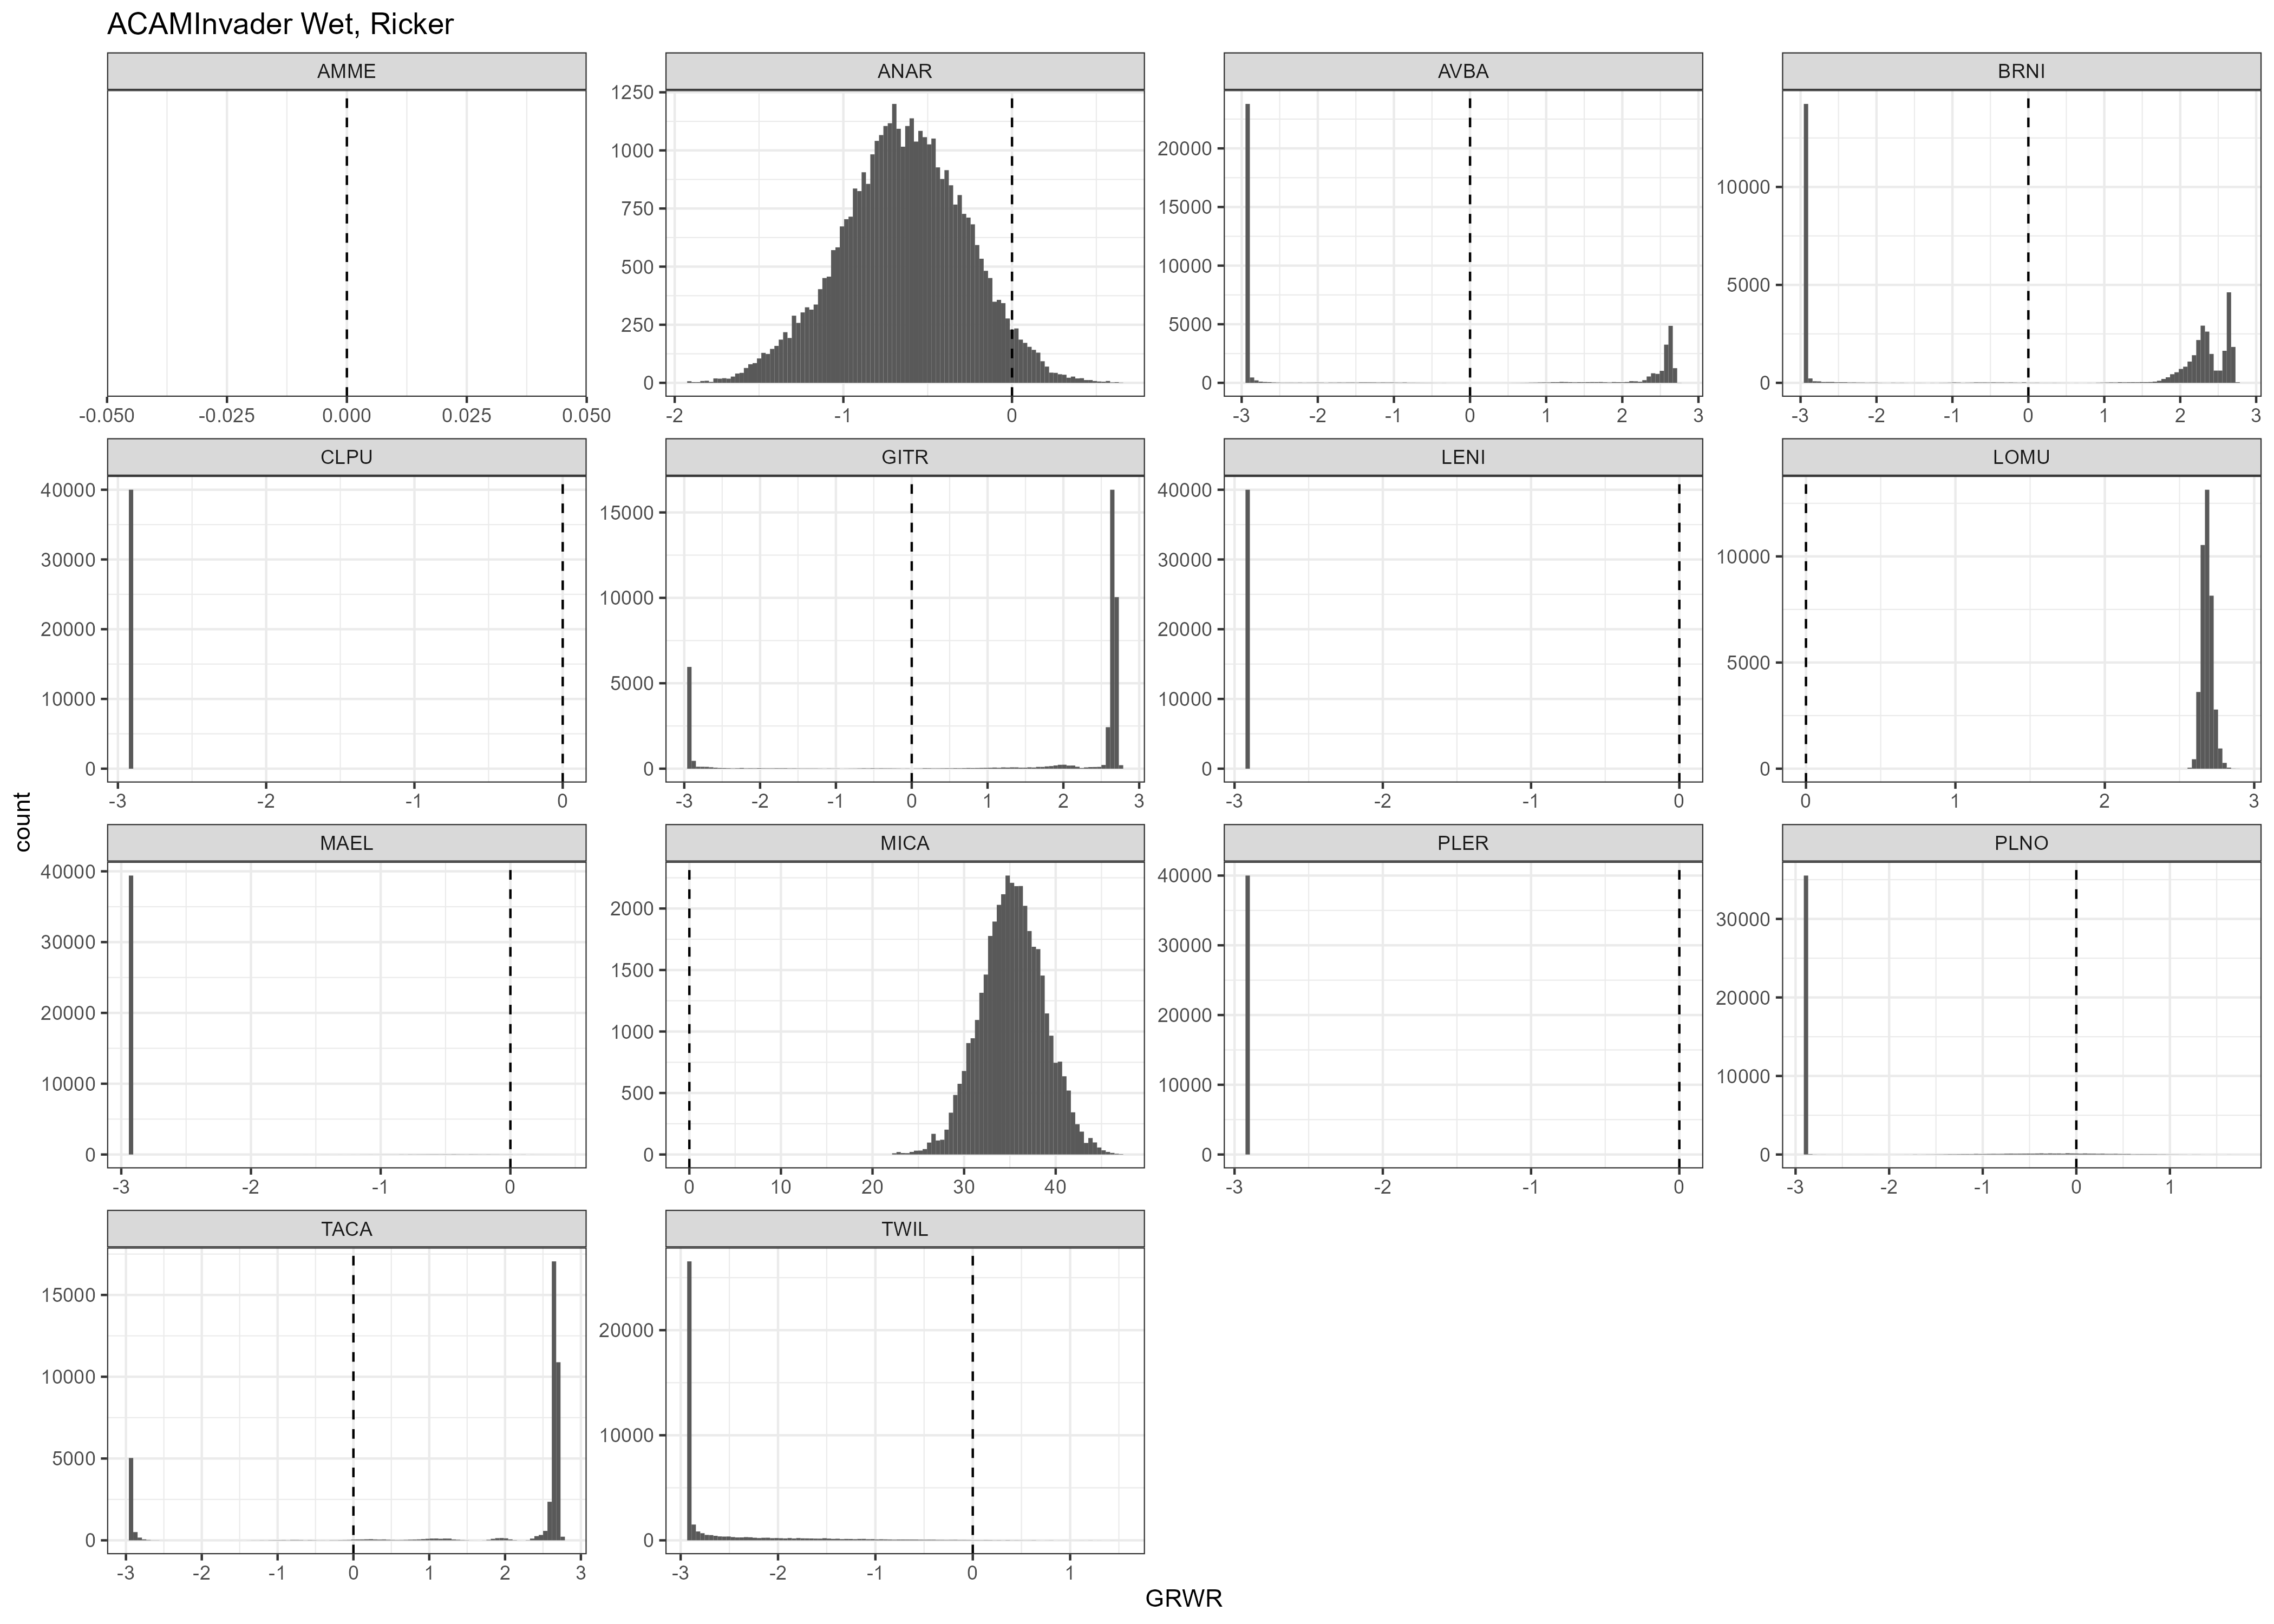 ACAMInvader Wet, Ricker
AMME
ANAR
AVBA
BRNI
1250
1000
750
500
250
0
20000
15000
10000
5000
0
10000
5000
0
-0.050 -0.025 0.000 0.025 0.050
-2 -1 0
-3 -2 -1 0 1 2 3
-3 -2 -1 0 1 2 3
CLPU
GITR
LENI
LOMU
40000
30000
20000
10000
0
15000
10000
5000
0
40000
30000
20000
10000
0
10000
5000
0
-3 -2 -1 0
-3 -2 -1 0 1 2 3
-3 -2 -1 0
0 1 2 3
count
MAEL
MICA
PLER
PLNO
40000
30000
20000
10000
0
2000
1500
1000
500
0
40000
30000
20000
10000
0
30000
20000
10000
0
-3 -2 -1 0
0 10 20 30 40
-3 -2 -1 0
-3 -2 -1 0 1
TACA
TWIL
15000
10000
5000
0
20000
10000
0
-3 -2 -1 0 1 2 3
-3 -2 -1 0 1
GRWR